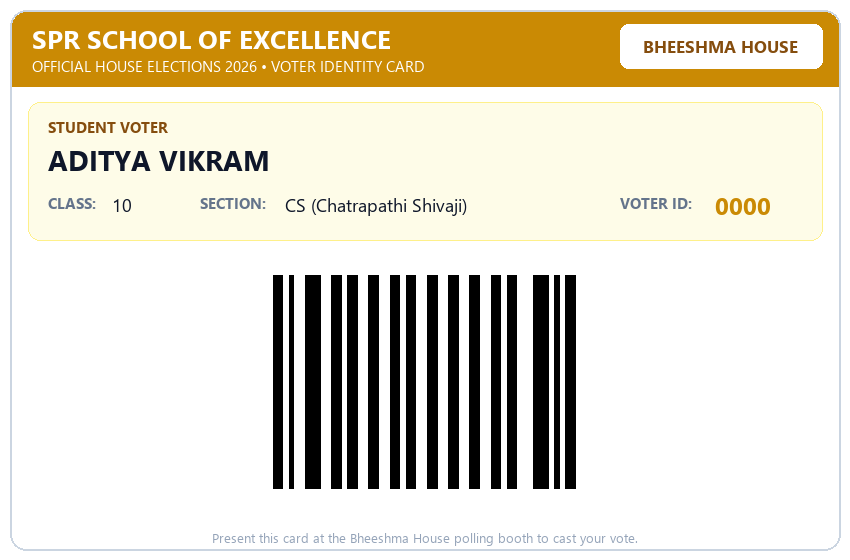 SPR SCHOOL OF EXCELLENCE
OFFICIAL HOUSE ELECTIONS 2026 • VOTER IDENTITY CARD
BHEESHMA HOUSE
STUDENT VOTER
ADITYA VIKRAM
CLASS: 10 SECTION: CS (Chatrapathi Shivaji) VOTER ID: 0000
Present this card at the Bheeshma House polling booth to cast your vote.